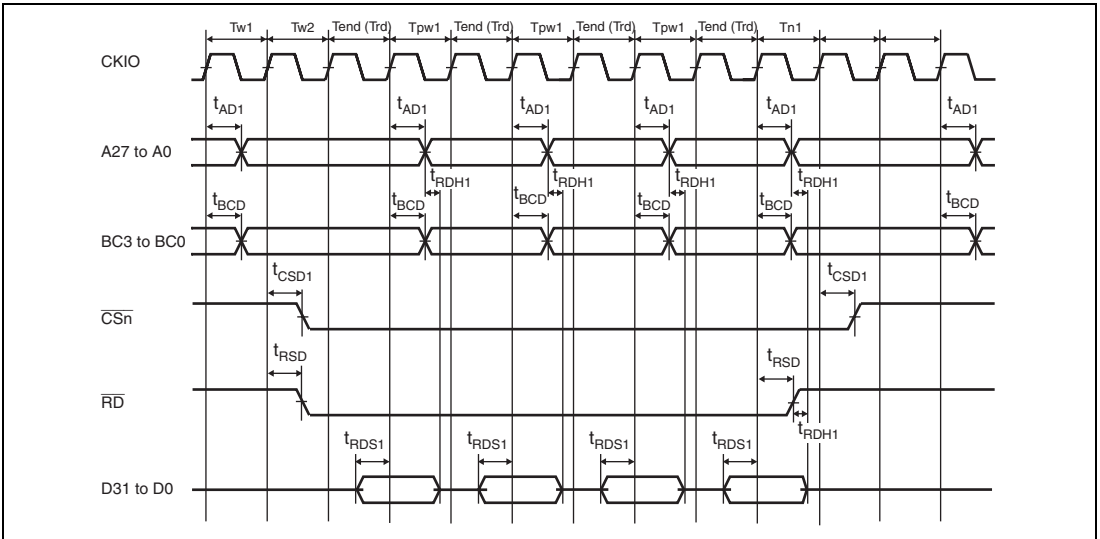 Tw1 Tw2 Tend (Trd) Tpw1 Tend (Trd) Tpw1 Tend (Trd) Tpw1 Tend (Trd) Tn1
CKIO
tAD1 tAD1 tAD1 tAD1 tAD1 tAD1
A27 to A0
tRDH1 tRDH1 tRDH1 tRDH1
tBCD tBCD tBCD tBCD tBCD tBCD
BC3 to BC0
tCSD1 tCSD1
CSn
tRSD tRSD
RD
tRDH1
tRDS1 tRDS1 tRDS1 tRDS1
D31 to D0